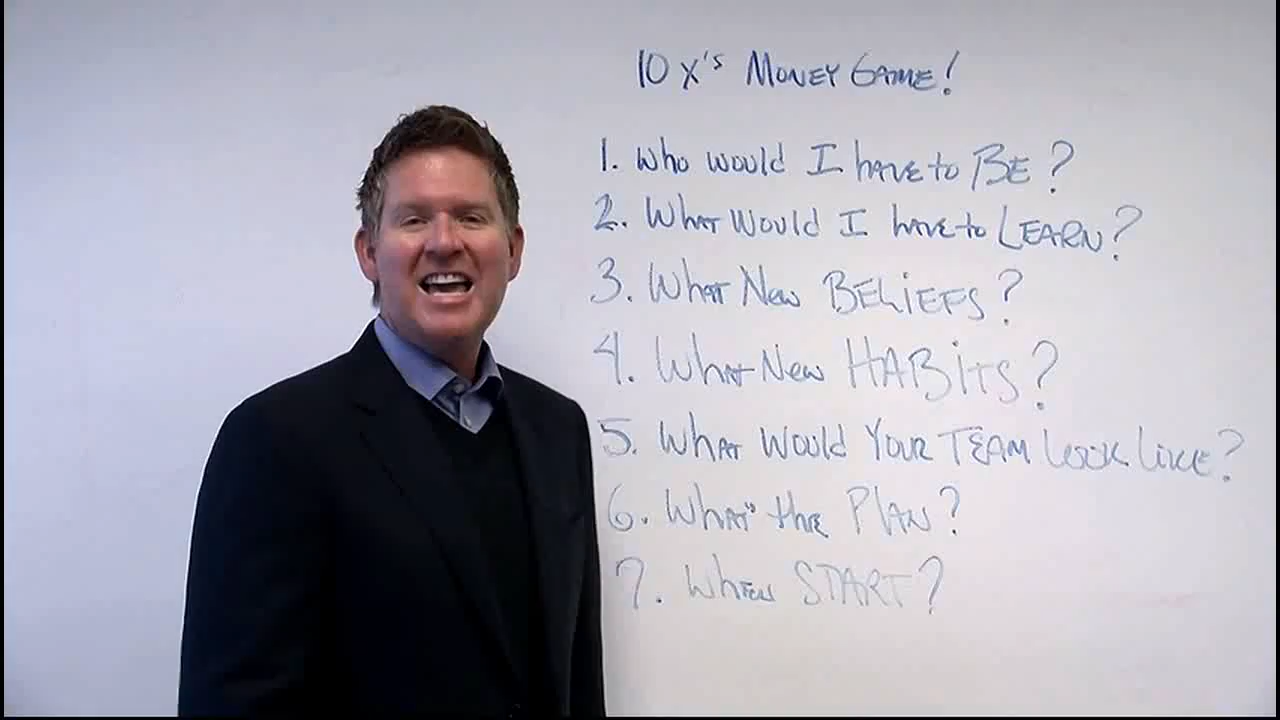 10 X's MONEY GAME!
1. Who would I have to BE?
2. What Would I have to LEARN?
3. What New BELiEFS?
4. What New HABiTS?
5. What Would Your TEAM Look Like?
6. What's the Plan?
7. When START?